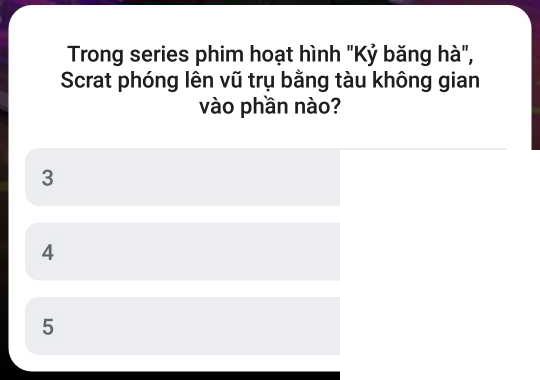 Trong series phim hoạt hình "Kỷ băng hà",
Scrat phóng lên vũ trụ bằng tàu không gian
vào phần nào?
3
4
5